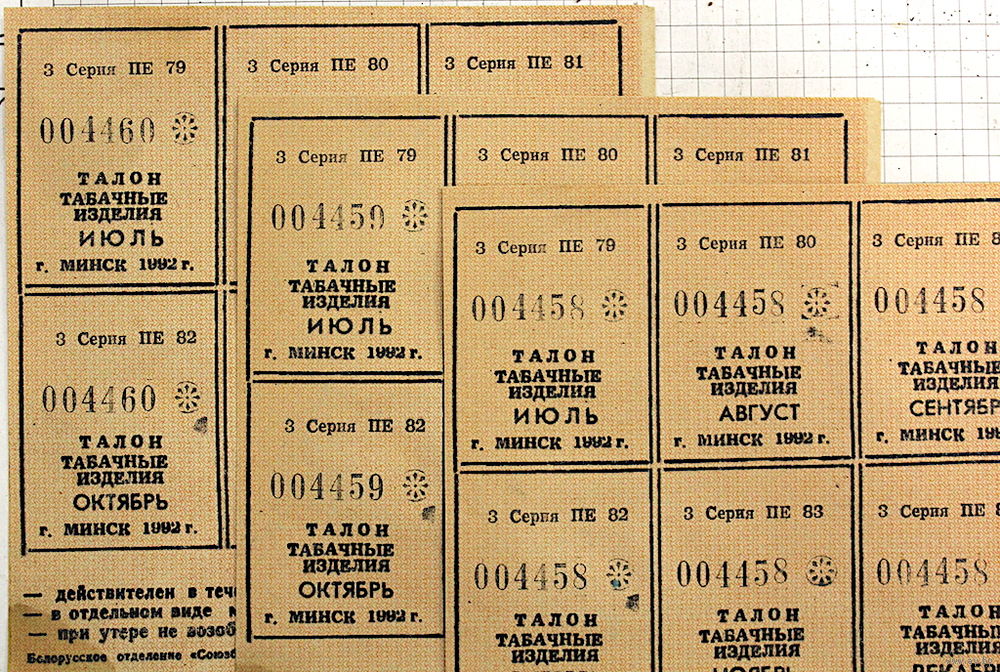 3 Серия ПЕ 79
004460
ТАЛОН
ТАБАЧНЫЕ
ИЗДЕЛИЯ
ИЮЛЬ
г. МИНСК 1992 г.
3 Серия ПЕ 80
3 Серия ПЕ 81
3 Серия ПЕ 82
004460
ТАЛОН
ТАБАЧНЫЕ
ИЗДЕЛИЯ
ОКТЯБРЬ
г. МИНСК 1992 г.
— действителен в
— в отдельном виде
— при утере не
Белорусское отделение
3 Серия ПЕ 79
004459
ТАЛОН
ТАБАЧНЫЕ
ИЗДЕЛИЯ
ИЮЛЬ
г. МИНСК 1992 г.
3 Серия ПЕ 80
3 Серия ПЕ 81
3 Серия ПЕ 82
004459
ТАЛОН
ТАБАЧНЫЕ
ИЗДЕЛИЯ
ОКТЯБРЬ
г. МИНСК 1992 г.
3 Серия ПЕ 79
004458
ТАЛОН
ТАБАЧНЫЕ
ИЗДЕЛИЯ
ИЮЛЬ
г. МИНСК 1992 г.
3 Серия ПЕ 80
004458
ТАЛОН
ТАБАЧНЫЕ
ИЗДЕЛИЯ
АВГУСТ
г. МИНСК 1992 г.
3 Серия ПЕ
004458
ТАЛОН
ТАБАЧНЫ
ИЗДЕЛИЯ
СЕНТЯБР
г. МИНСК 19
3 Серия ПЕ 82
004458
ТАЛОН
ТАБАЧНЫЕ
ИЗДЕЛИЯ
3 Серия ПЕ 83
004458
ТАЛОН
ТАБАЧНЫЕ
ИЗДЕЛИЯ
НОЯБРЬ
3 Серия ПЕ
004458
ТАЛОН
ТАБАЧНЫ
ИЗДЕЛИЯ